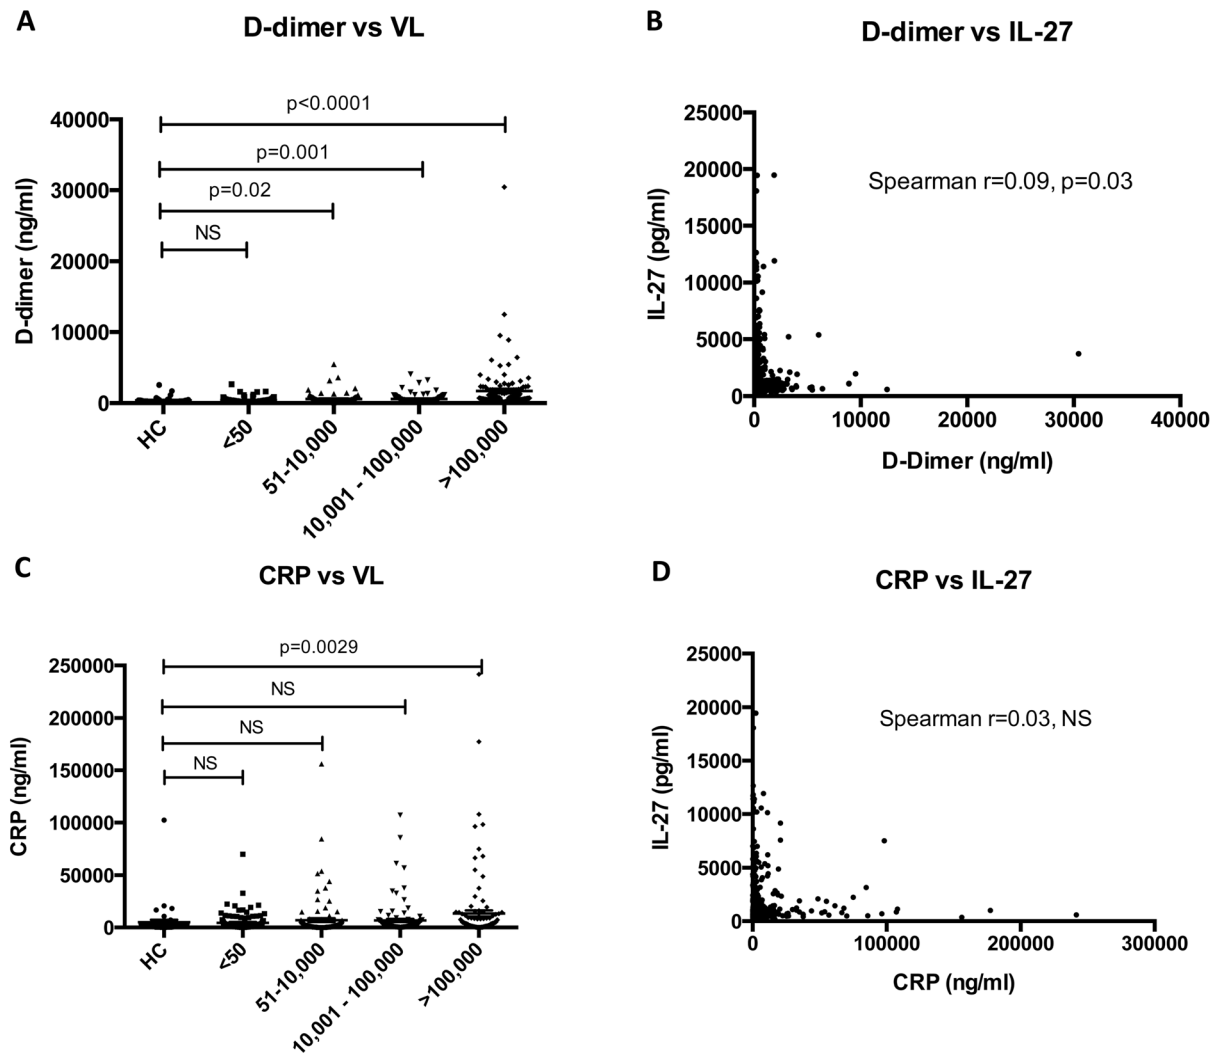 A
D-dimer vs VL
p<0.0001
p=0.001
p=0.02
NS
40000
30000
20000
10000
0
D-dimer (ng/ml)
HC
<50
51-10,000
10,001 - 100,000
>100,000
B
D-dimer vs IL-27
Spearman r=0.09, p=0.03
25000
20000
15000
10000
5000
0
IL-27 (pg/ml)
0 10000 20000 30000 40000
D-Dimer (ng/ml)
C
CRP vs VL
p=0.0029
NS
NS
NS
250000
200000
150000
100000
50000
0
CRP (ng/ml)
HC
<50
51-10,000
10,001 - 100,000
>100,000
D
CRP vs IL-27
Spearman r=0.03, NS
25000
20000
15000
10000
5000
0
IL-27 (pg/ml)
0 100000 200000 300000
CRP (ng/ml)